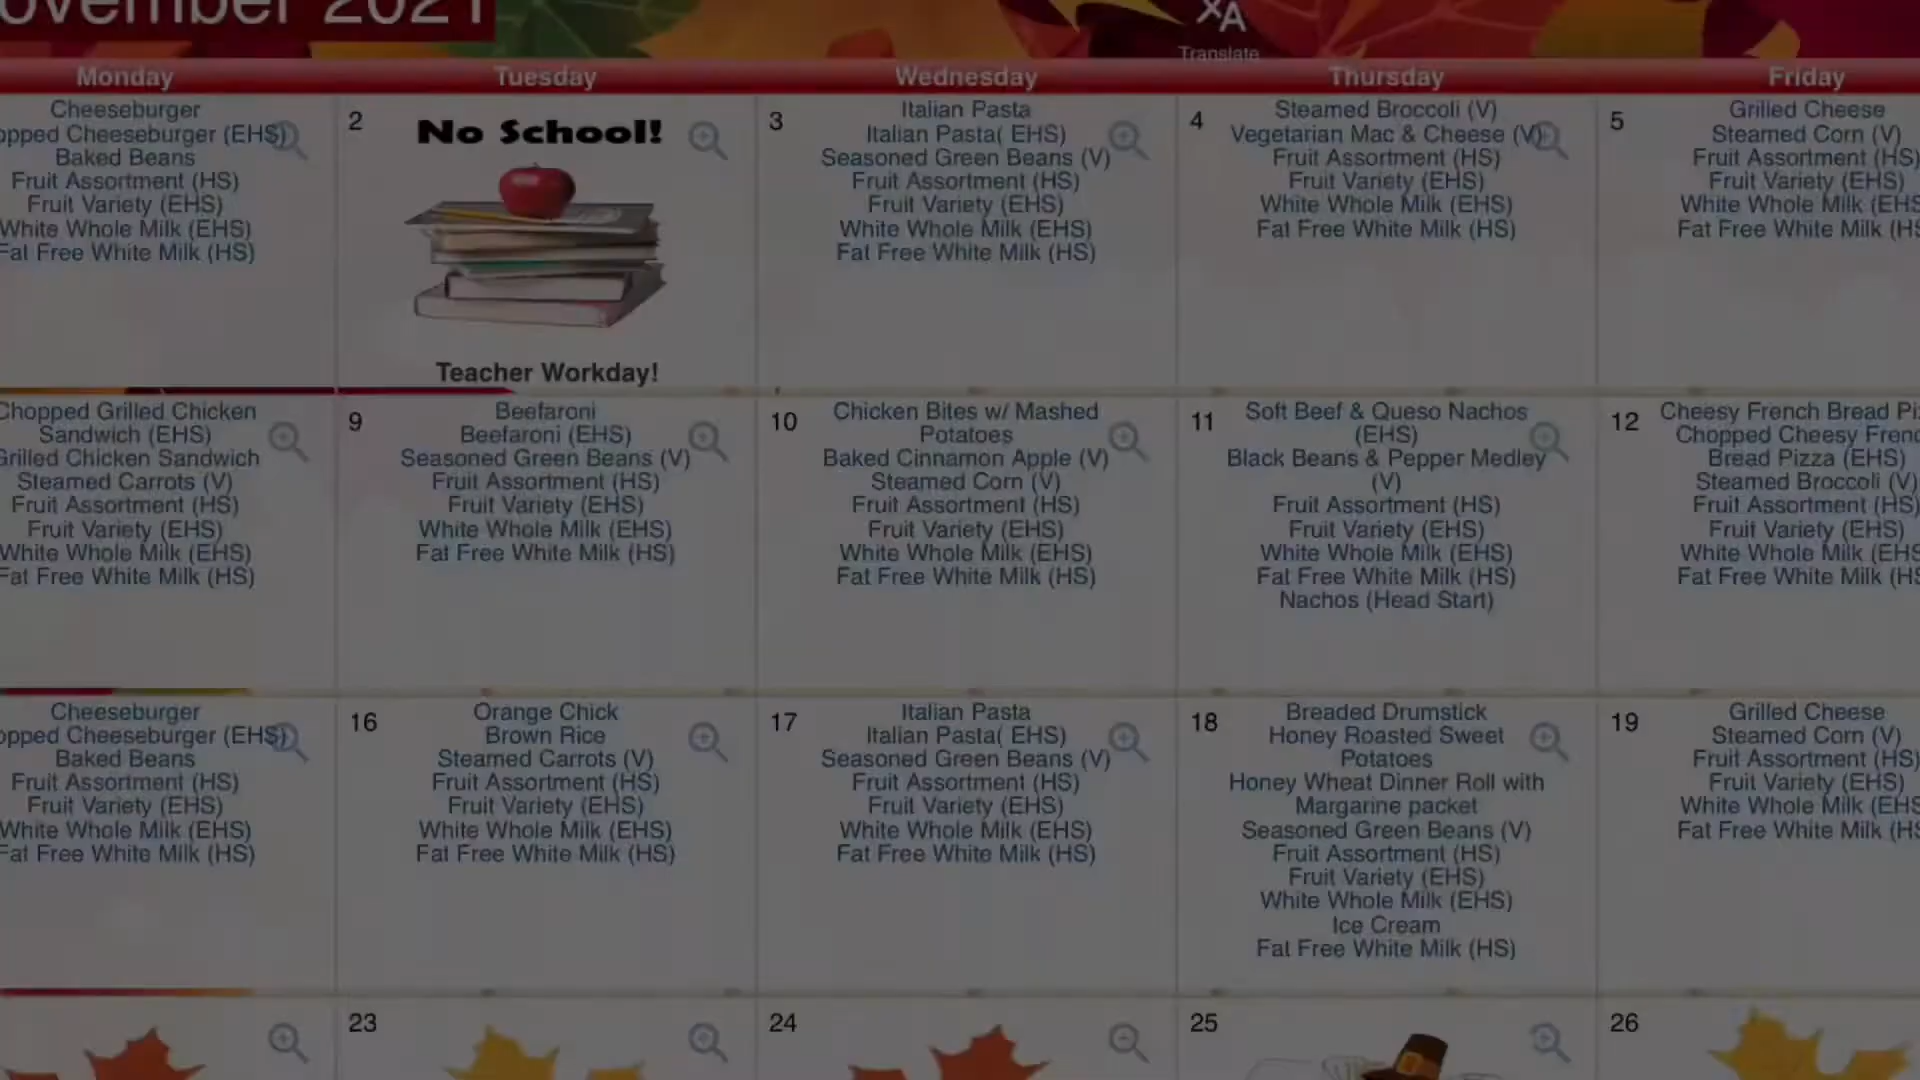 ovember 2021
XA
Translate
Monday
Tuesday
Wednesday
Thursday
Friday
Cheeseburger
opped Cheeseburger (EHS)
Baked Beans
Fruit Assortment (HS)
Fruit Variety (EHS)
White Whole Milk (EHS)
Fat Free White Milk (HS)
2
No School!
Teacher Workday!
3
Italian Pasta
Italian Pasta( EHS)
Seasoned Green Beans (V)
Fruit Assortment (HS)
Fruit Variety (EHS)
White Whole Milk (EHS)
Fat Free White Milk (HS)
4
Steamed Broccoli (V)
Vegetarian Mac & Cheese (V)
Fruit Assortment (HS)
Fruit Variety (EHS)
White Whole Milk (EHS)
Fat Free White Milk (HS)
5
Grilled Cheese
Steamed Corn (V)
Fruit Assortment (HS)
Fruit Variety (EHS)
White Whole Milk (EHS
Fat Free White Milk (HS
Chopped Grilled Chicken
Sandwich (EHS)
Grilled Chicken Sandwich
Steamed Carrots (V)
Fruit Assortment (HS)
Fruit Variety (EHS)
White Whole Milk (EHS)
Fat Free White Milk (HS)
9
Beefaroni
Beefaroni (EHS)
Seasoned Green Beans (V)
Fruit Assortment (HS)
Fruit Variety (EHS)
White Whole Milk (EHS)
Fat Free White Milk (HS)
10
Chicken Bites w/ Mashed
Potatoes
Baked Cinnamon Apple (V)
Steamed Corn (V)
Fruit Assortment (HS)
Fruit Variety (EHS)
White Whole Milk (EHS)
Fat Free White Milk (HS)
11
Soft Beef & Queso Nachos
(EHS)
Black Beans & Pepper Medley
(V)
Fruit Assortment (HS)
Fruit Variety (EHS)
White Whole Milk (EHS)
Fat Free White Milk (HS)
Nachos (Head Start)
12
Cheesy French Bread Piz
Chopped Cheesy Frenc
Bread Pizza (EHS)
Steamed Broccoli (V)
Fruit Assortment (HS)
Fruit Variety (EHS)
White Whole Milk (EHS
Fat Free White Milk (HS
Cheeseburger
opped Cheeseburger (EHS)
Baked Beans
Fruit Assortment (HS)
Fruit Variety (EHS)
White Whole Milk (EHS)
Fat Free White Milk (HS)
16
Orange Chick
Brown Rice
Steamed Carrots (V)
Fruit Assortment (HS)
Fruit Variety (EHS)
White Whole Milk (EHS)
Fat Free White Milk (HS)
17
Italian Pasta
Italian Pasta( EHS)
Seasoned Green Beans (V)
Fruit Assortment (HS)
Fruit Variety (EHS)
White Whole Milk (EHS)
Fat Free White Milk (HS)
18
Breaded Drumstick
Honey Roasted Sweet
Potatoes
Honey Wheat Dinner Roll with
Margarine packet
Seasoned Green Beans (V)
Fruit Assortment (HS)
Fruit Variety (EHS)
White Whole Milk (EHS)
Ice Cream
Fat Free White Milk (HS)
19
Grilled Cheese
Steamed Corn (V)
Fruit Assortment (HS)
Fruit Variety (EHS)
White Whole Milk (EHS
Fat Free White Milk (HS
23
24
25
26